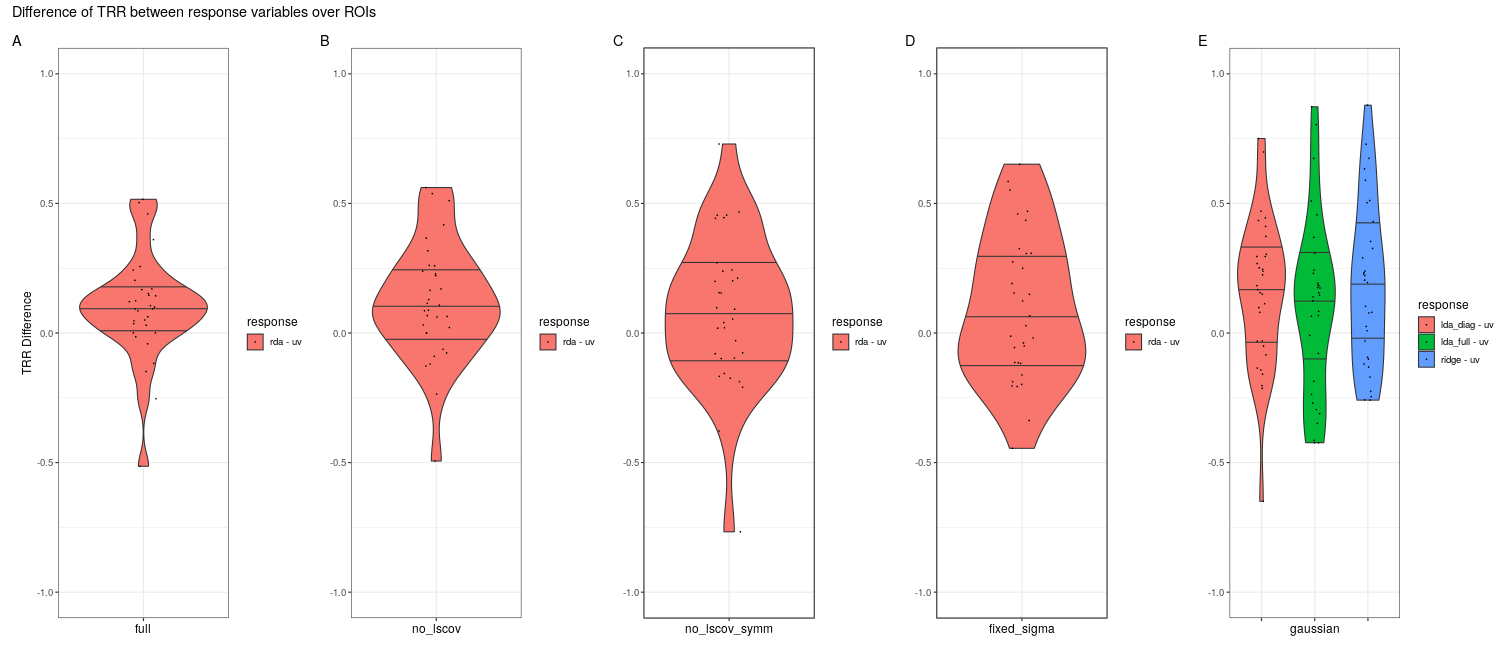 Difference of TRR between response variables over ROIs
A
B
C
D
E
TRR Difference
1.0
0.5
0.0
-0.5
-1.0
full
response
rda - uv
1.0
0.5
0.0
-0.5
-1.0
no_lscov
response
rda - uv
1.0
0.5
0.0
-0.5
-1.0
no_lscov_symm
response
rda - uv
1.0
0.5
0.0
-0.5
-1.0
fixed_sigma
response
rda - uv
1.0
0.5
0.0
-0.5
-1.0
gaussian
response
lda_diag - uv
lda_full - uv
ridge - uv